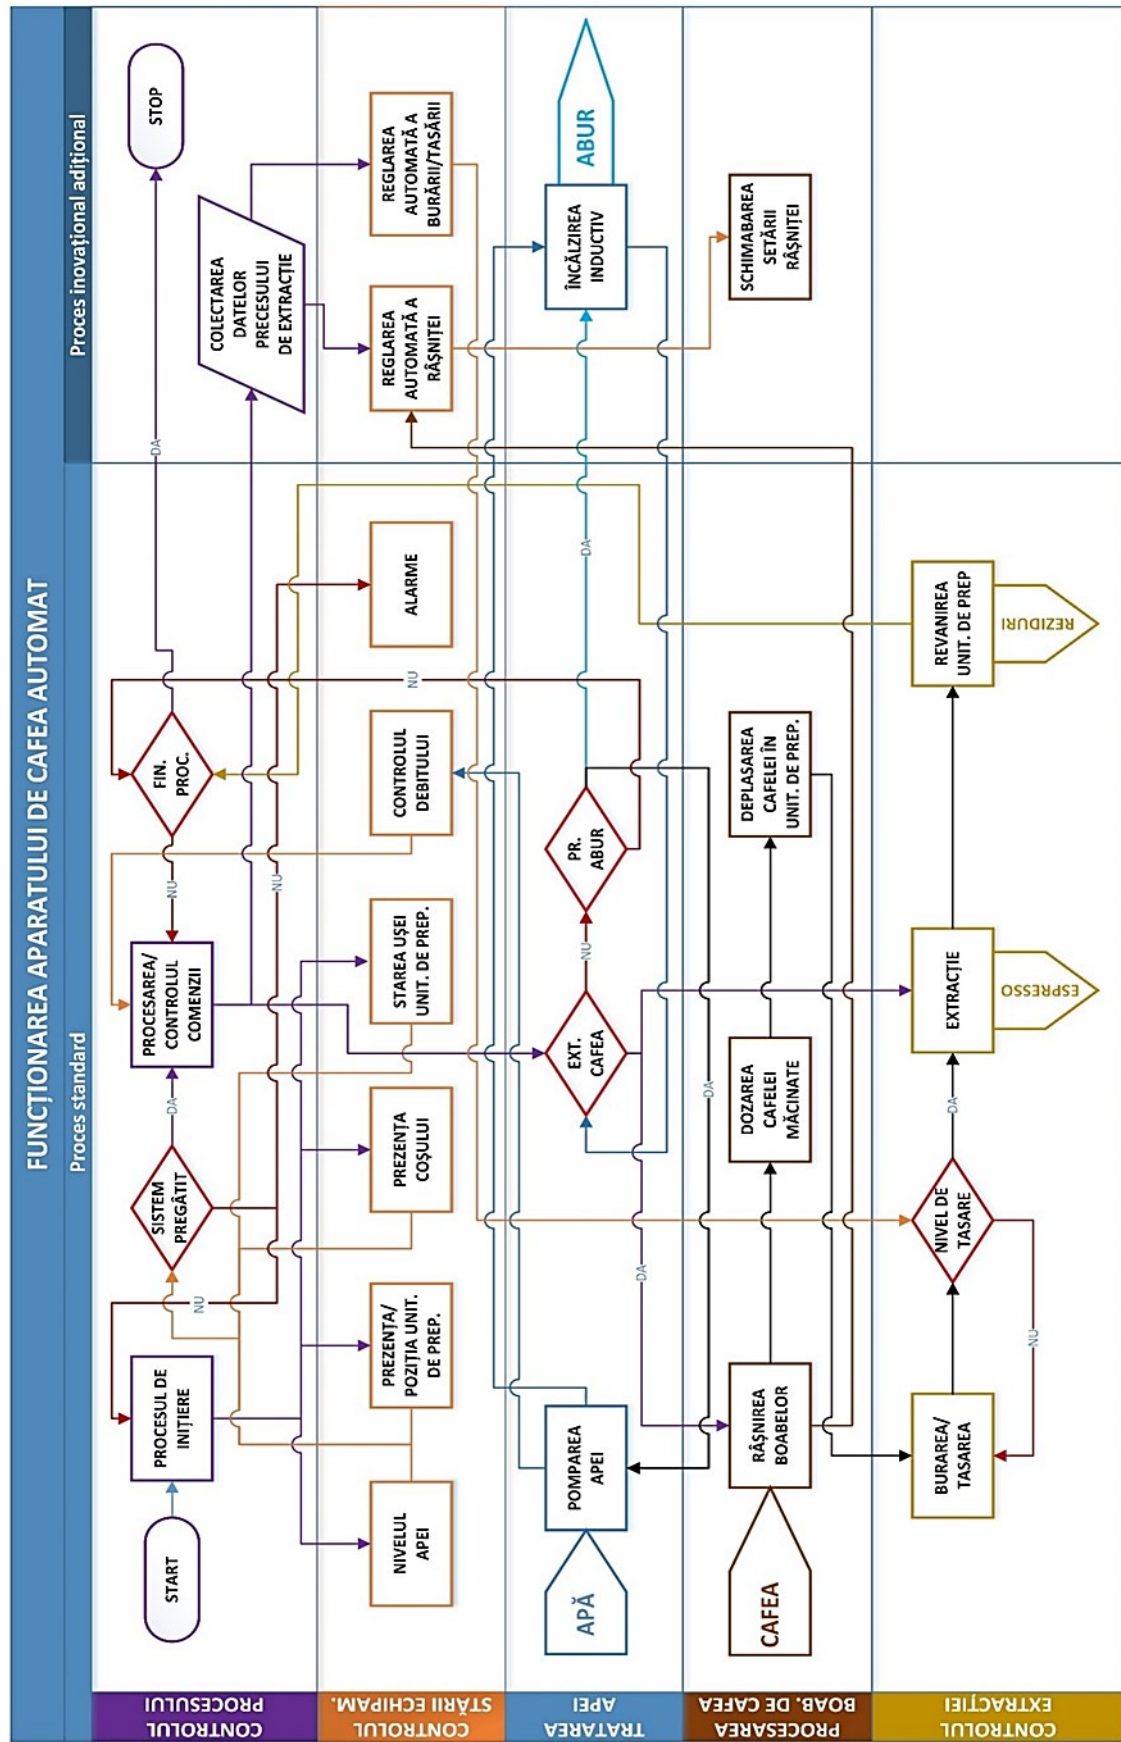 FUNCȚIONAREA APARATULUI DE CAFEA AUTOMAT
Proces standard
Proces inovațional adițional
CONTROLUL
PROCESULUI
START
PROCESUL DE
INIȚIERE
SISTEM
PREGĂTIT
DA
NU
PROCESAREA/
CONTROLUL
COMENZII
NU
FIN.
PROC.
DA
STOP
COLECTAREA
DATELOR
PRECESULUI
DE EXTRACȚIE
CONTROLUL
STĂRII ECHIPAM.
NIVELUL
APEI
PREZENȚA/
POZIȚIA UNIT.
DE PREP.
PREZENȚA
COȘULUI
STAREA UȘEI
UNIT. DE PREP.
CONTROLUL
DEBITULUI
NU
ALARME
REGLAREA
AUTOMATĂ A
RÂȘNIȚEI
REGLAREA
AUTOMATĂ A
BURĂRII/TASĂRII
TRATAREA
APEI
APĂ
POMPAREA
APEI
EXT.
CAFEA
NU
PR.
ABUR
DA
ÎNCĂLZIREA
INDUCTIV
ABUR
DA
DA
PROCESAREA
BOAB. DE CAFEA
CAFEA
RÂȘNIREA
BOABELOR
DOZAREA
CAFELEI
MĂCINATE
DEPLASAREA
CAFELEI ÎN
UNIT. DE PREP.
SCHIMABAREA
SETĂRII
RÂȘNIȚEI
CONTROLUL
EXTRACȚIEI
BURAREA/
TASAREA
NIVEL DE
TASARE
DA
NU
EXTRACȚIE
ESPRESSO
REVANIREA
UNIT. DE PREP
REZIDURI